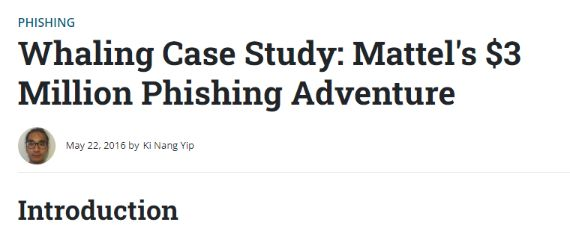 PHISHING
Whaling Case Study: Mattel's $3
Million Phishing Adventure
May 22, 2016 by Ki Nang Yip
Introduction